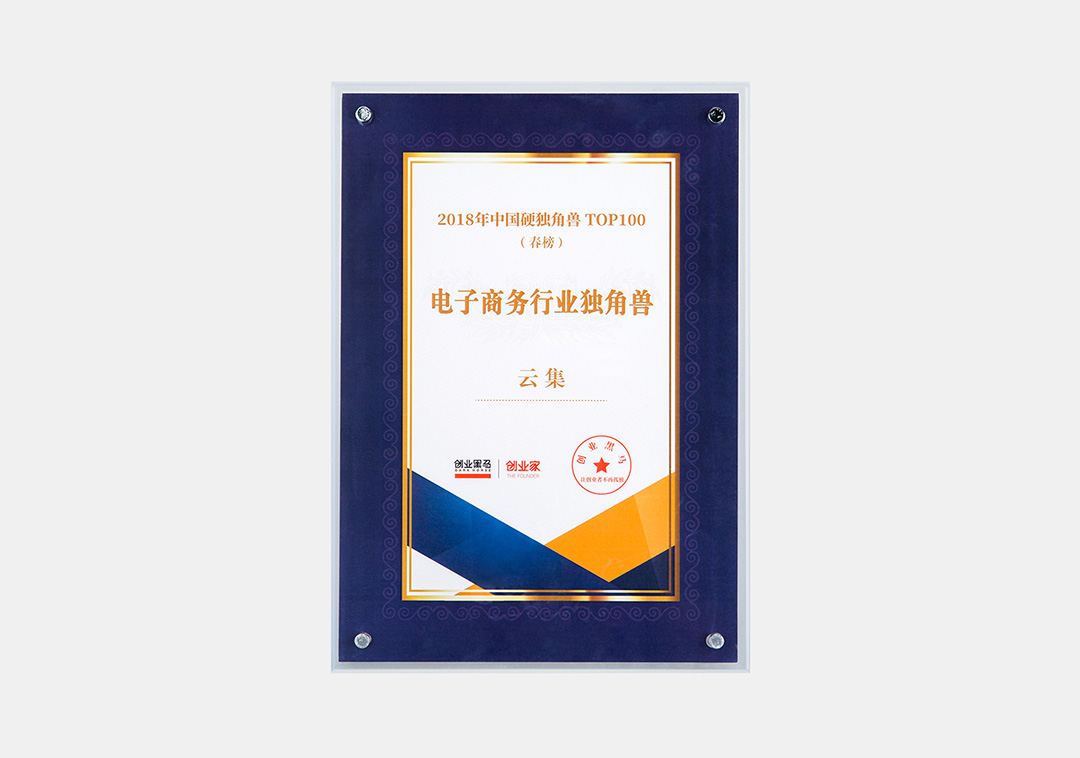 2018年中国硬独角兽 TOP100
（春榜）
电子商务行业独角兽
云集
创业黑马
DARK HORSE
创业家
THE FOUNDER
创业黑马
让创业者不再孤独